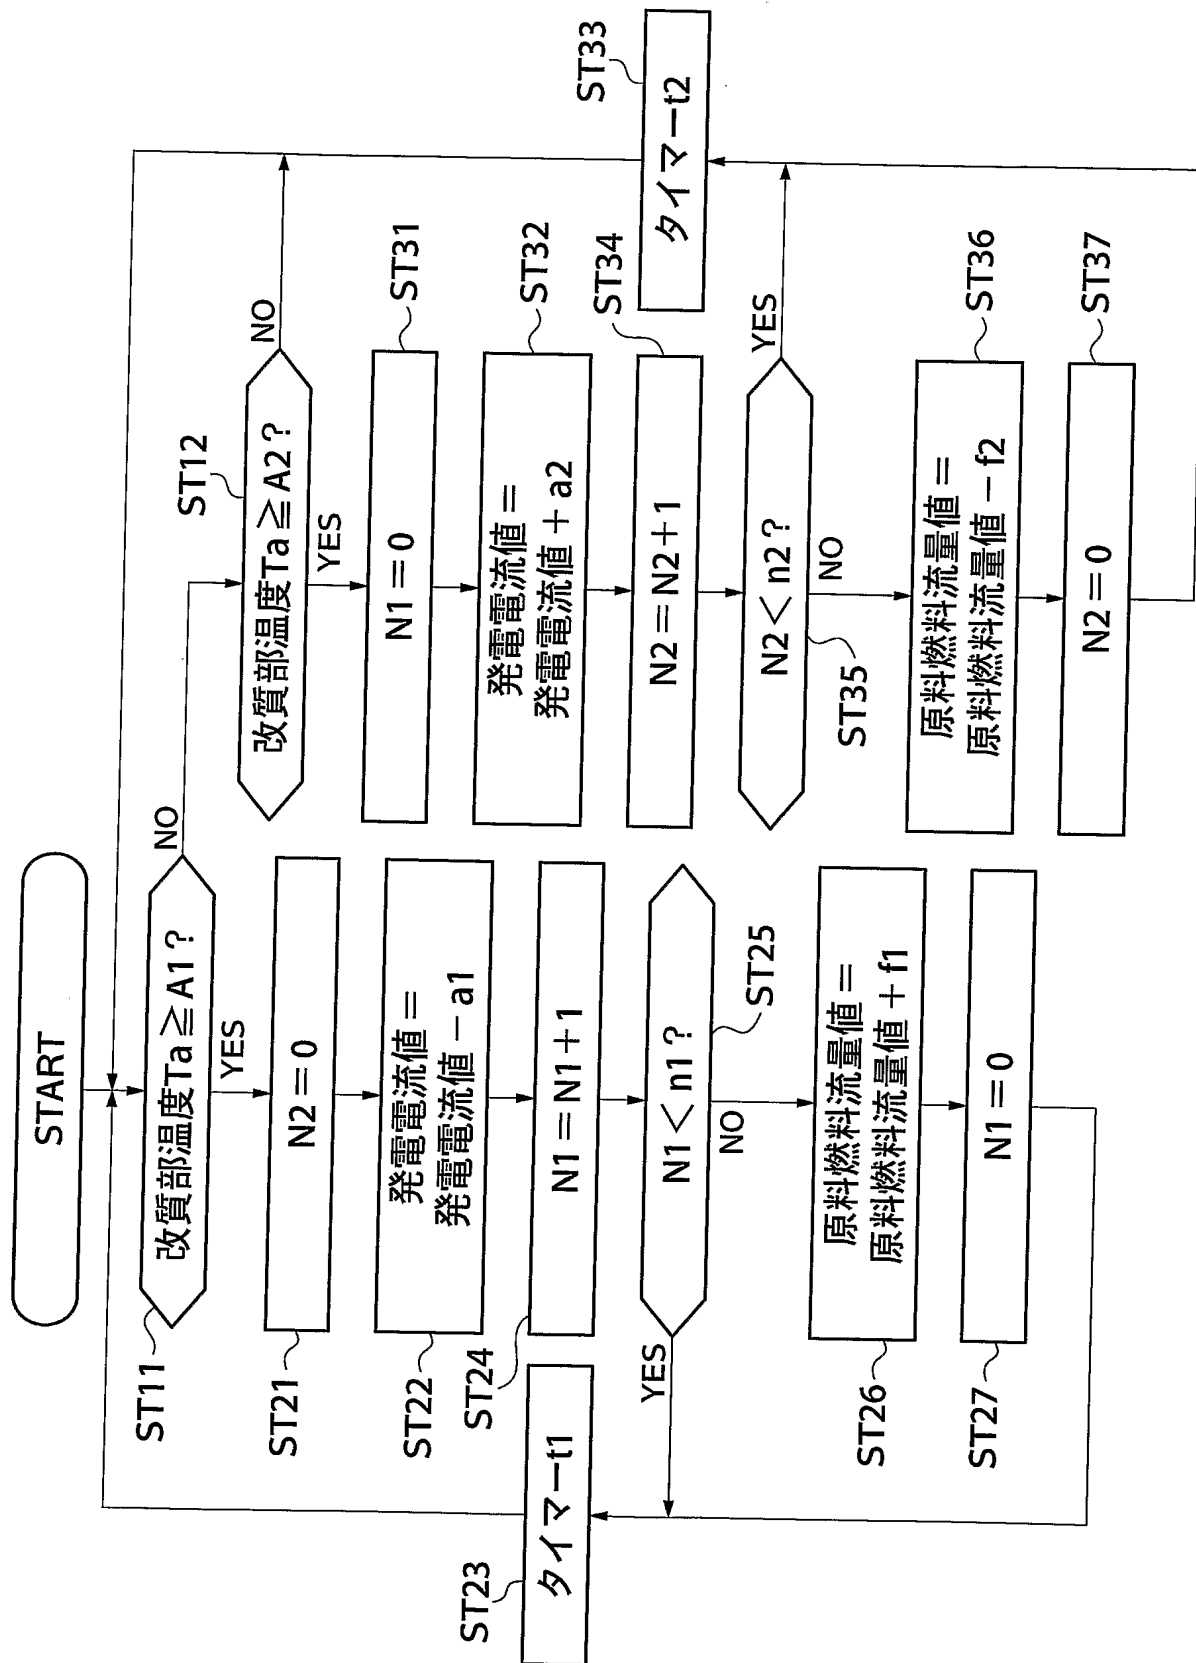 START
ST11
改質部温度Ta≧A1?
NO
YES
ST21
N2=0
ST22
発電電流値=
発電電流値-a1
ST24
N1=N1+1
ST23
タイマーt1
YES
N1<n1?
ST25
NO
ST26
原料燃料流量値=
原料燃料流量値+f1
ST27
N1=0
ST12
改質部温度Ta≧A2?
NO
YES
N1=0
ST31
発電電流値=
発電電流値+a2
ST32
N2=N2+1
ST34
タイマーt2
ST33
N2<n2?
YES
ST35
NO
原料燃料流量値=
原料燃料流量値-f2
ST36
N2=0
ST37